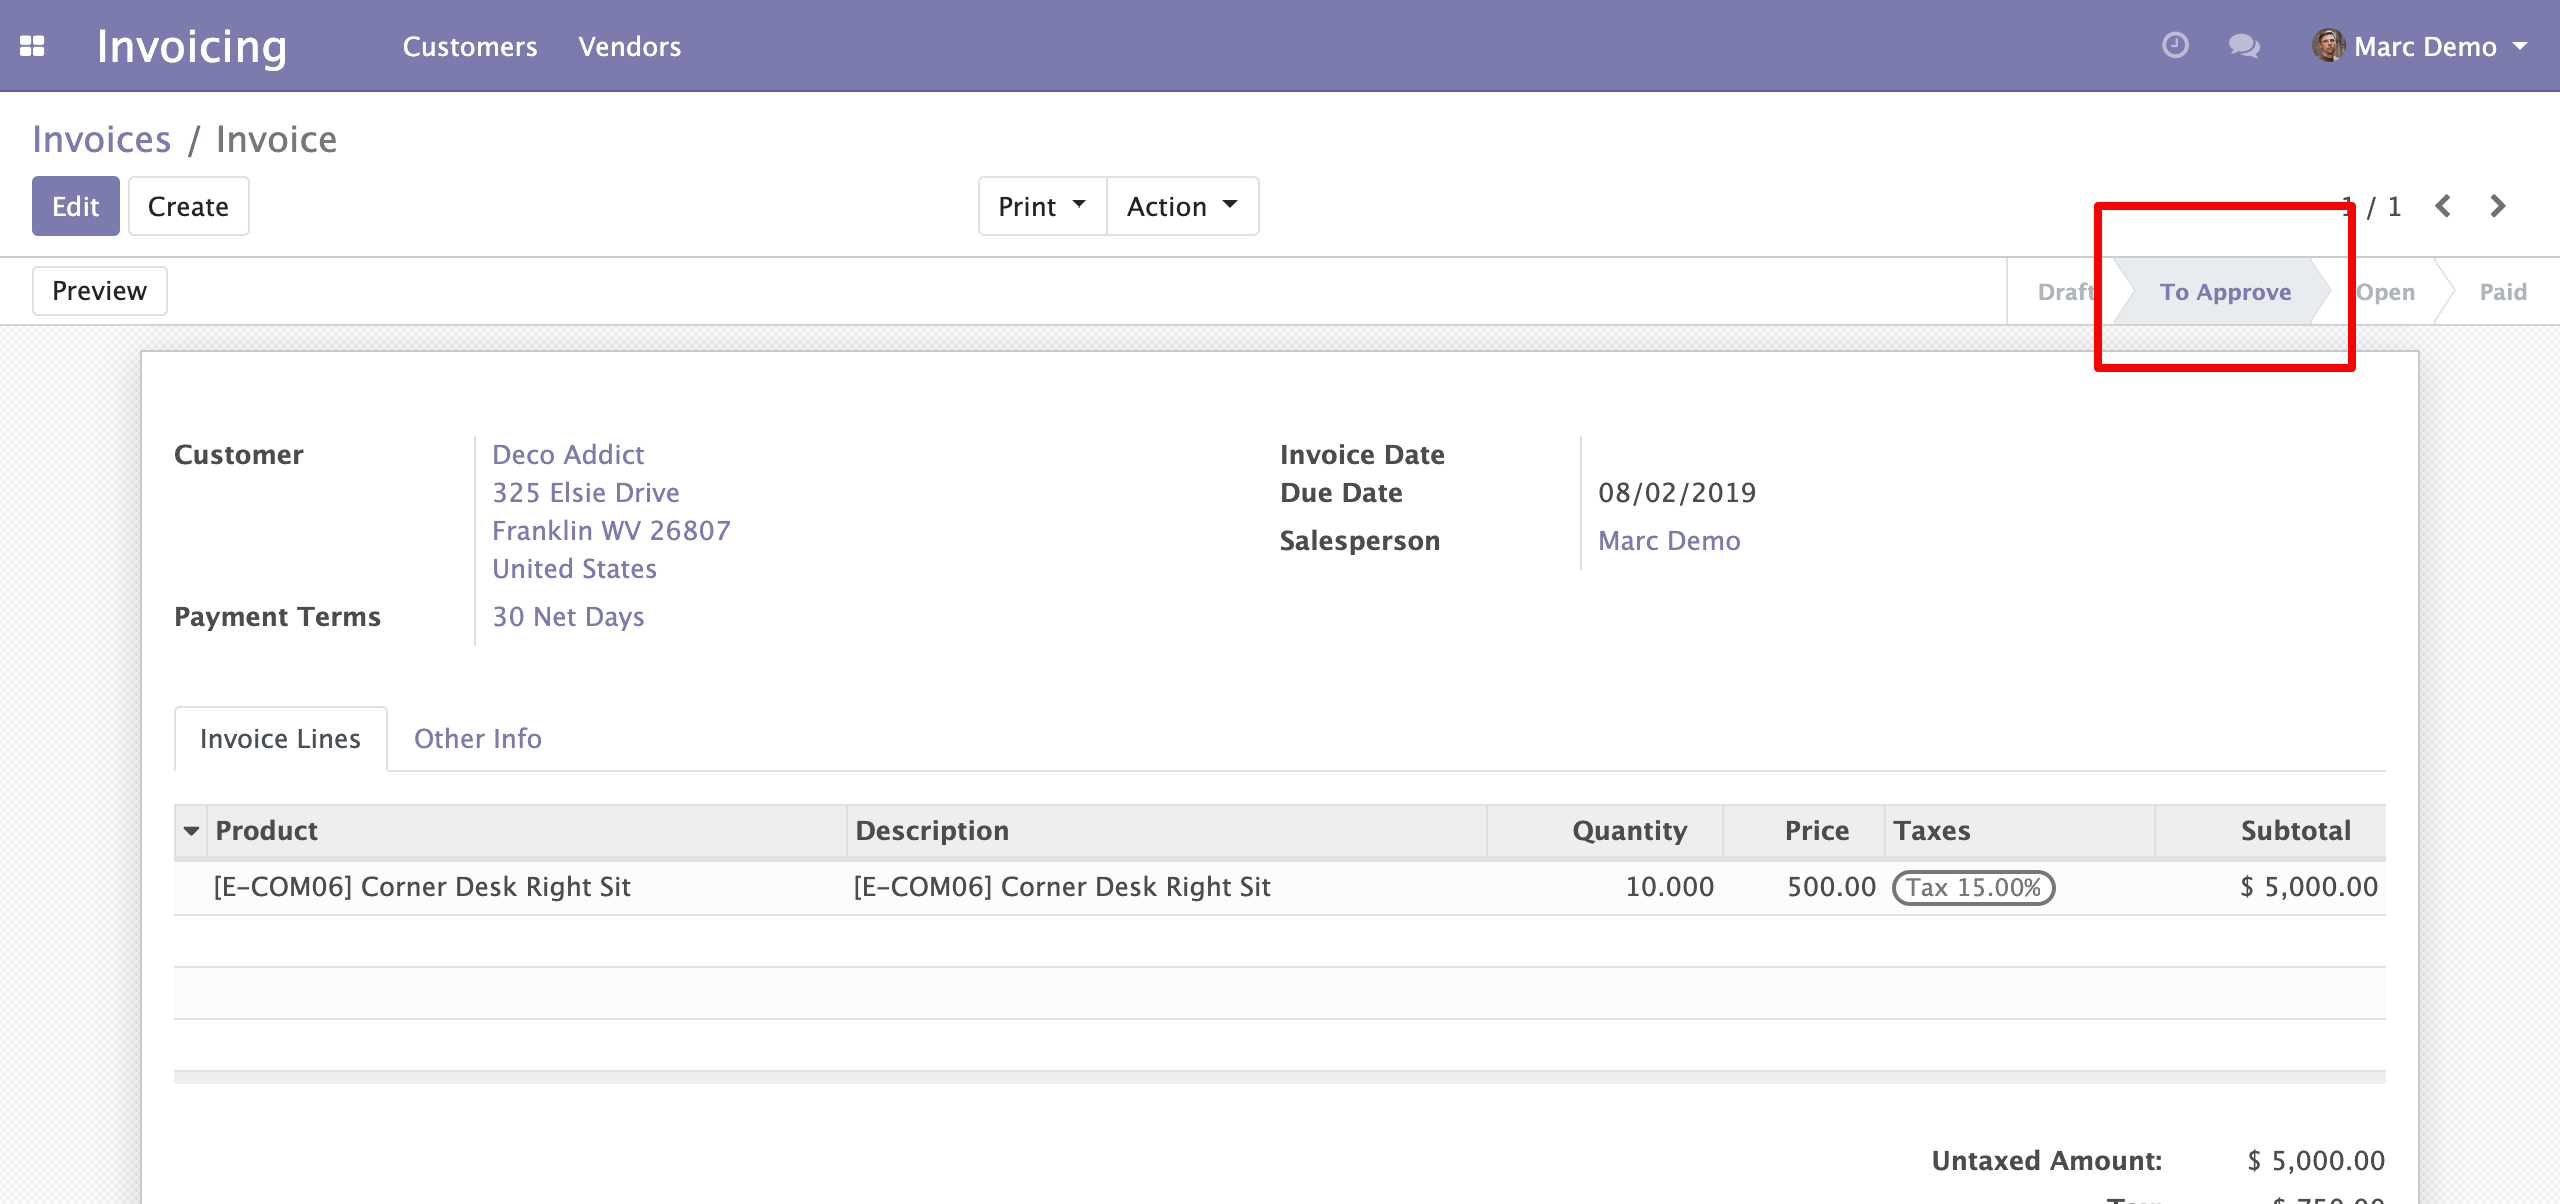 Invoicing Customers Vendors Marc Demo
Invoices / Invoice
Edit Create Print Action 1 / 1
Preview Draft To Approve Open Paid
Customer Deco Addict Invoice Date
325 Elsie Drive Due Date 08/02/2019
Franklin WV 26807
Salesperson Marc Demo
United States
Payment Terms 30 Net Days
Invoice Lines Other Info
Product Description Quantity Price Taxes Subtotal
[E-COM06] Corner Desk Right Sit [E-COM06] Corner Desk Right Sit 10.000 500.00 Tax 15.00% $ 5,000.00
Untaxed Amount: $ 5,000.00